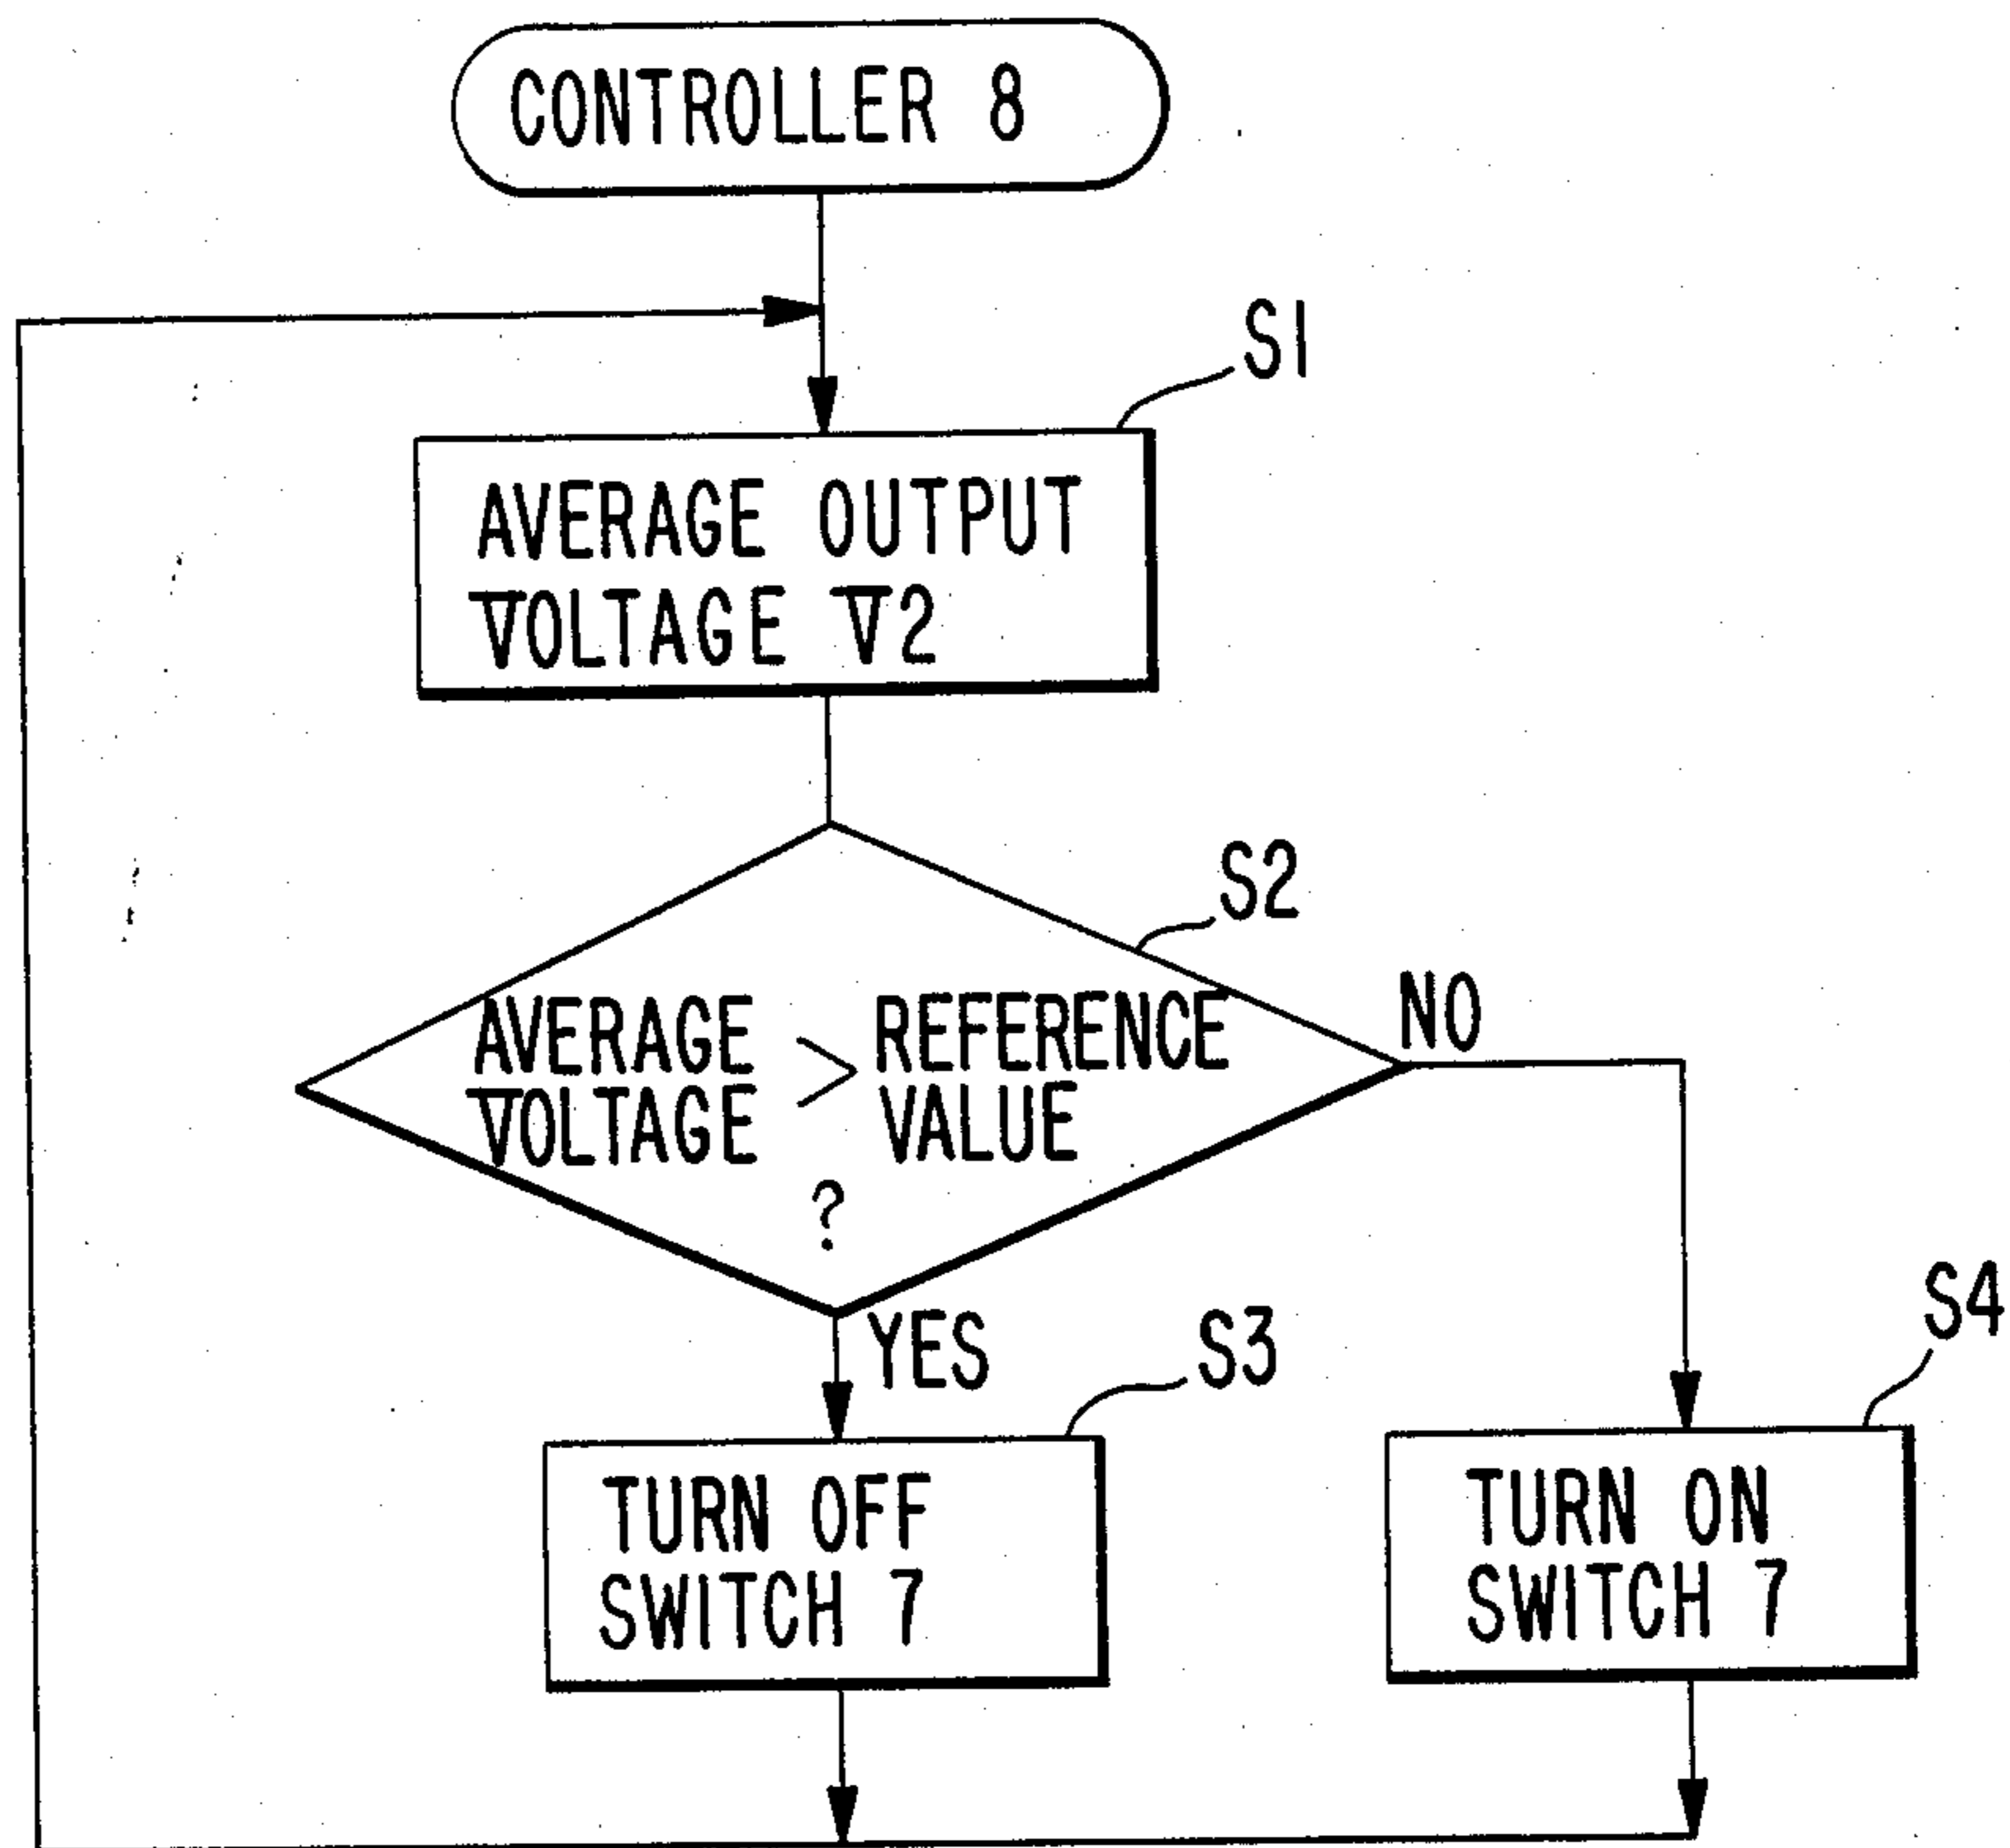 CONTROLLER 8
S1
AVERAGE OUTPUT
VOLTAGE V2
S2
AVERAGE > REFERENCE
VOLTAGE VALUE
?
NO
YES
S3
S4
TURN OFF
SWITCH 7
TURN ON
SWITCH 7